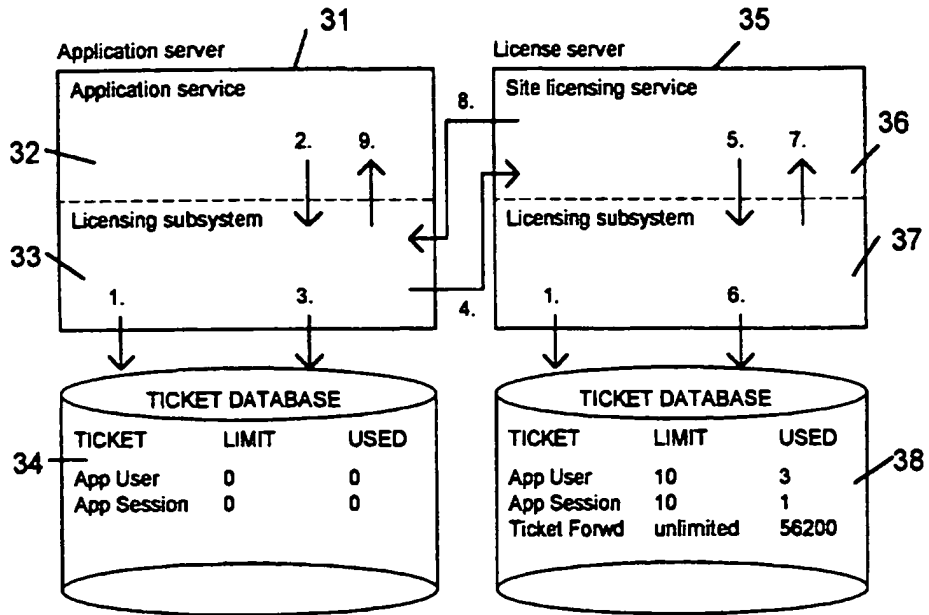 31
35
Application server
License server
Application service
Site licensing service
8.
32
2.
9.
5.
7.
36
Licensing subsystem
Licensing subsystem
33
37
1.
3.
4.
1.
6.
TICKET DATABASE
TICKET LIMIT USED
34
App User 0 0
App Session 0 0
TICKET DATABASE
TICKET LIMIT USED
38
App User 10 3
App Session 10 1
Ticket Forwd unlimited 56200